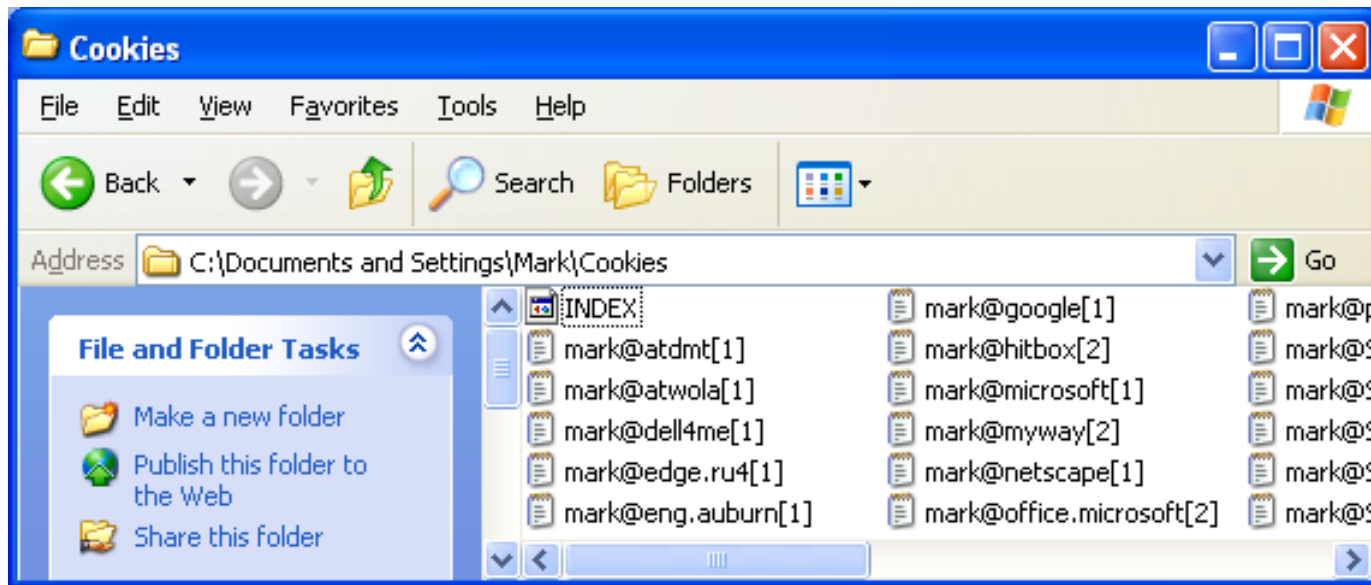 Cookies
File Edit View Favorites Tools Help
Back Search Folders
Address C:\Documents and Settings\Mark\Cookies Go
File and Folder Tasks
Make a new folder
Publish this folder to
the Web
Share this folder
INDEX
mark@atdmt[1]
mark@atwola[1]
mark@dell4me[1]
mark@edge.ru4[1]
mark@eng.auburn[1]
mark@google[1]
mark@hitbox[2]
mark@microsoft[1]
mark@myway[2]
mark@netscape[1]
mark@office.microsoft[2]